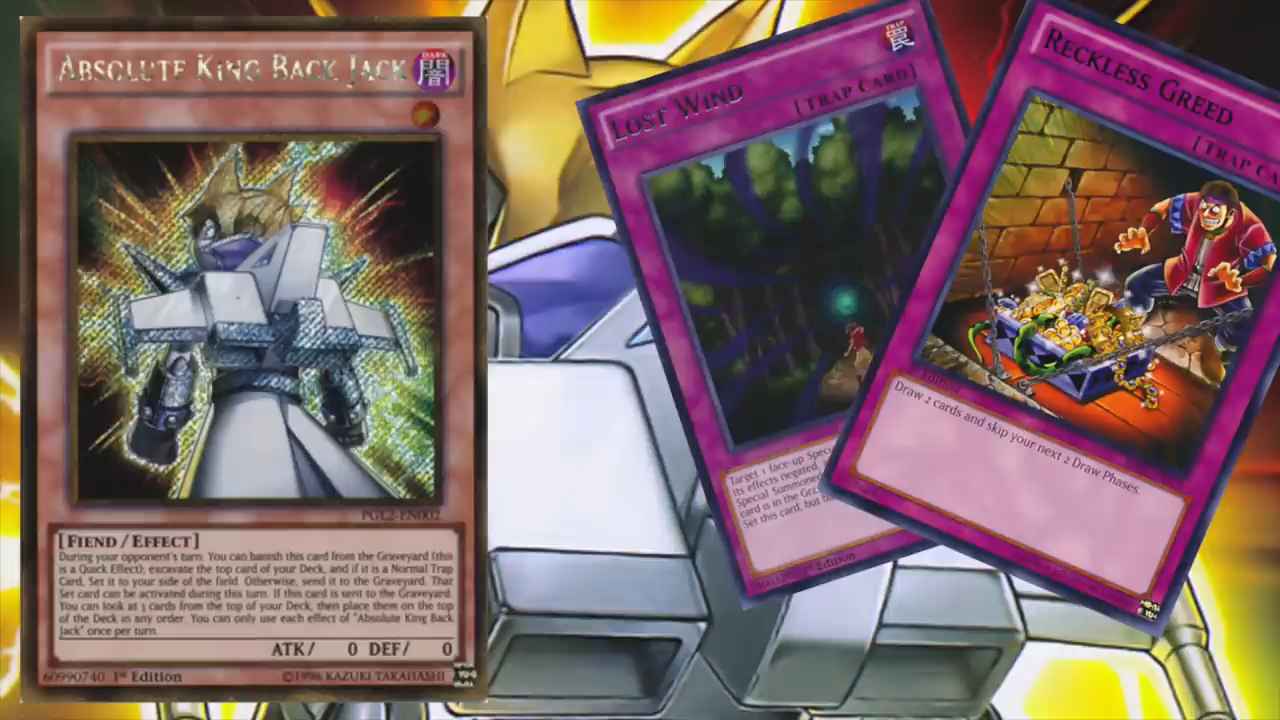 ABSOLUTE KING BACK JACK
DARK
闇
PGL2-EN002
[FIEND / EFFECT]
During your opponent's turn: You can banish this card from the Graveyard (this
is a Quick Effect); excavate the top card of your Deck, and if it is a Normal Trap
Card, Set it to your side of the field. Otherwise, send it to the Graveyard. That
Set card can be activated during this turn. If this card is sent to the Graveyard:
You can look at 3 cards from the top of your Deck, then place them on the top
of the Deck in any order. You can only use each effect of "Absolute King Back
Jack" once per turn.
ATK/ 0 DEF/ 0
60990740 1st Edition
©1996 KAZUKI TAKAHASHI
LOST WIND
TRAP
罠
[TRAP CARD]
Target 1 face-up Speci
its effects negated,
Special Summoned
card is in the Gra
Set this card, but
Edition
RECKLESS GREED
[TRAP CA
Draw 2 cards and skip your next 2 Draw Phases.